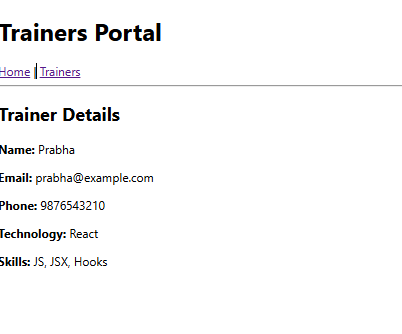 Trainers Portal
Home | Trainers
Trainer Details
Name: Prabha
Email: prabha@example.com
Phone: 9876543210
Technology: React
Skills: JS, JSX, Hooks